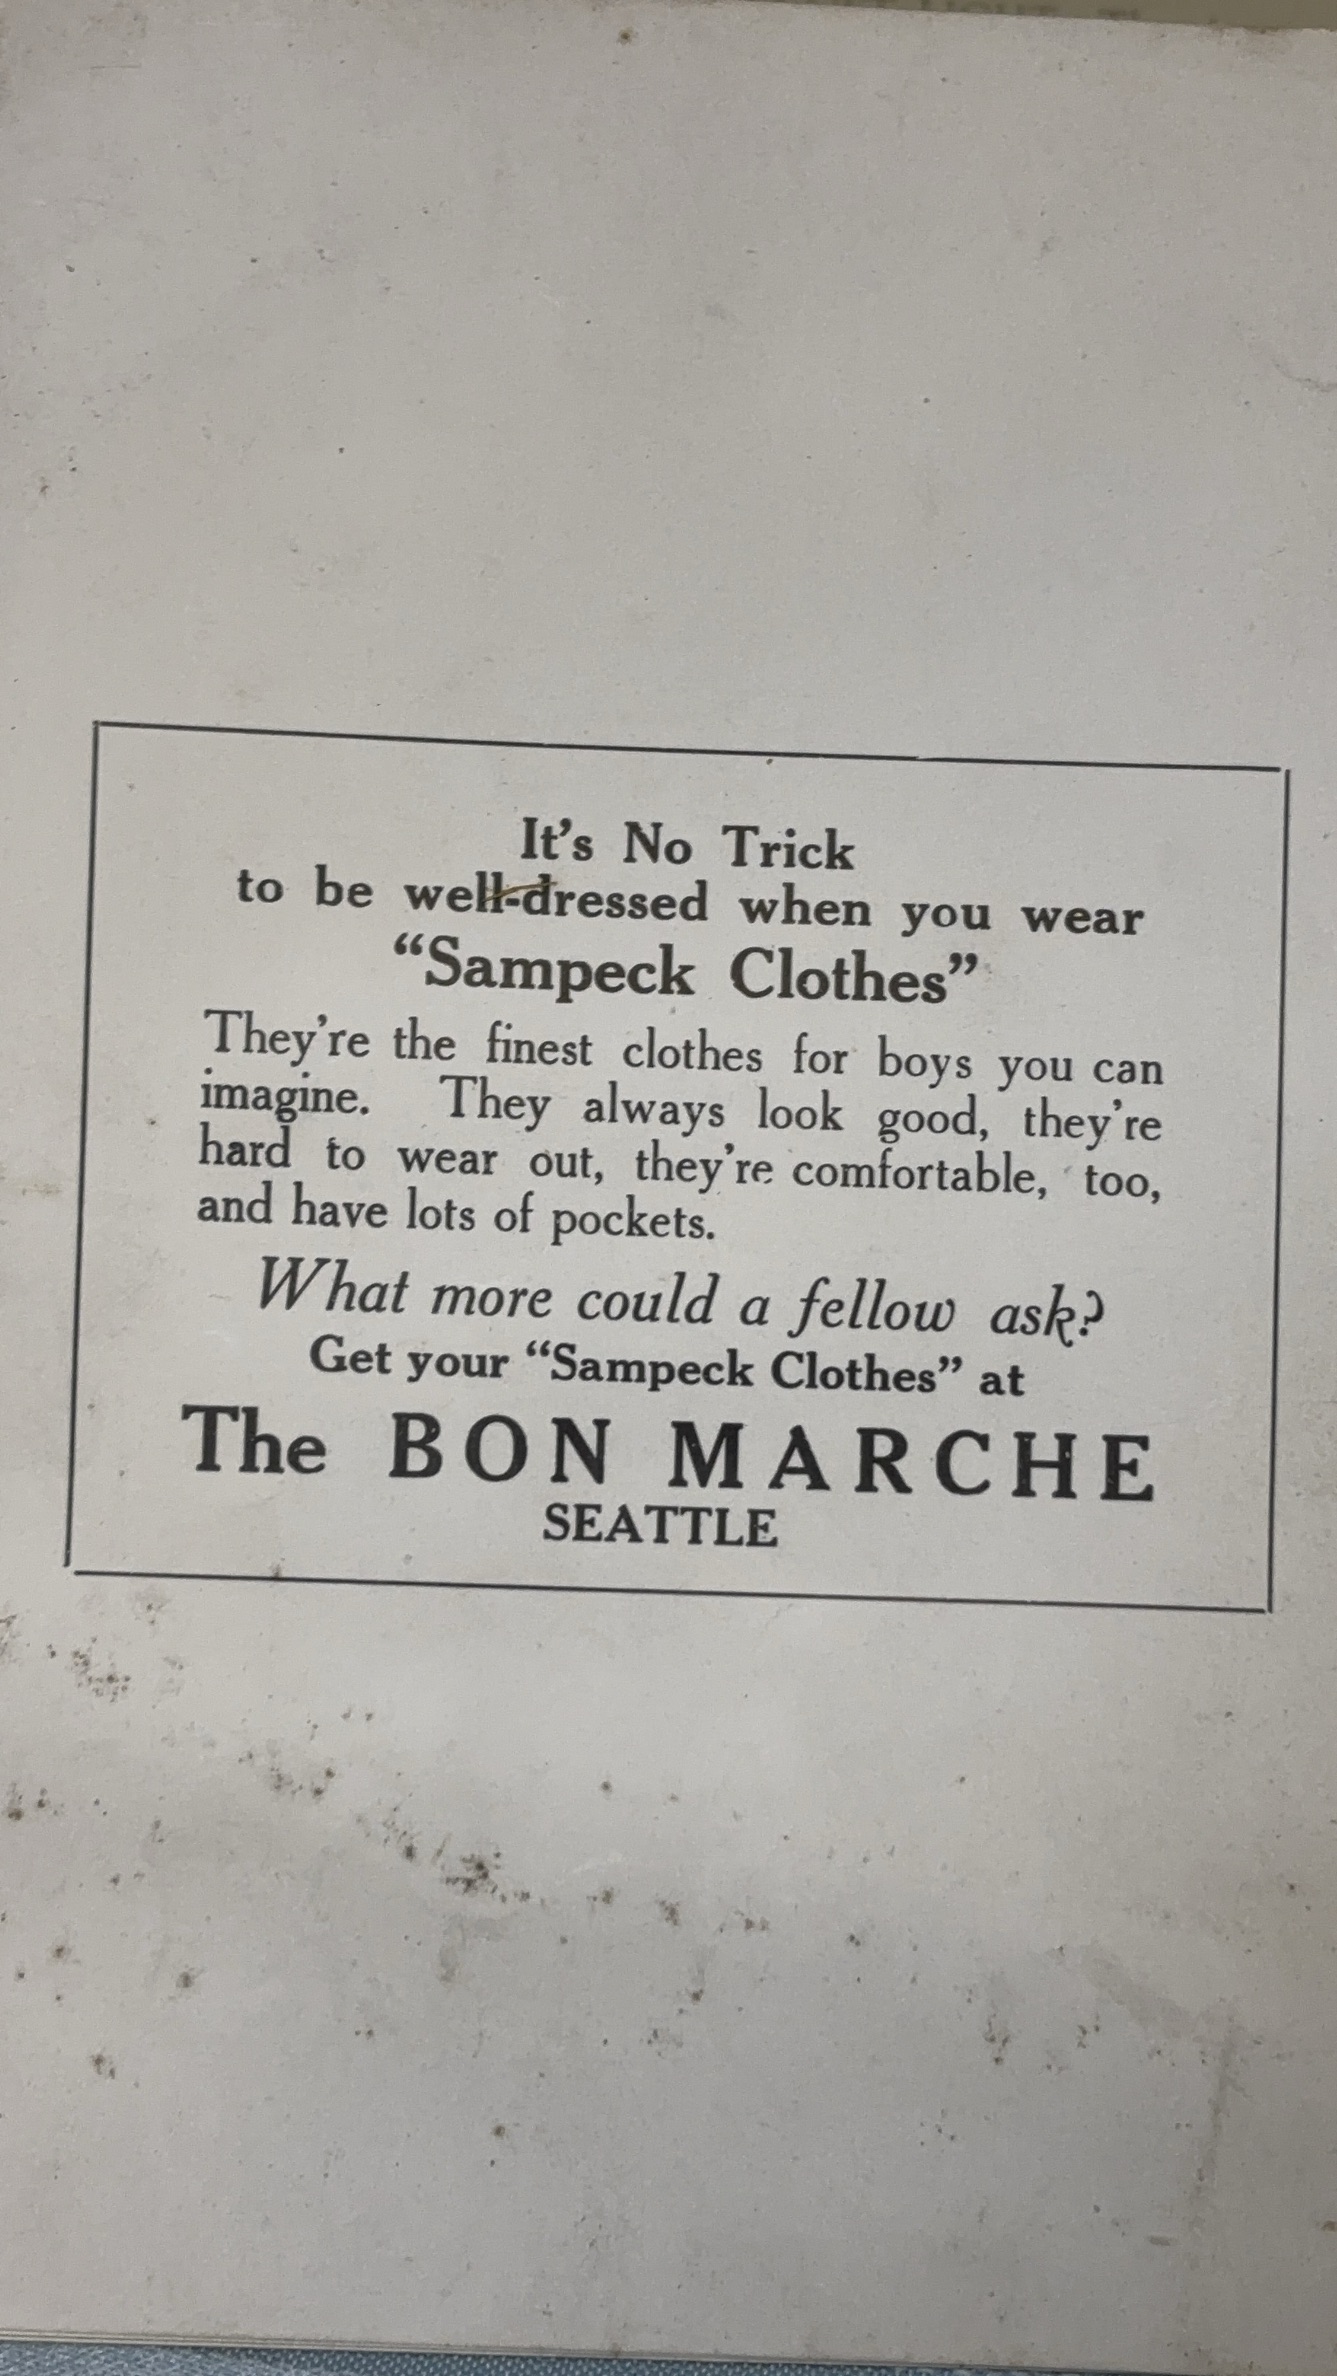 It's No Trick
to be well-dressed when you wear
“Sampeck Clothes”
They're the finest clothes for boys you can
imagine. They always look good, they're
hard to wear out, they're comfortable, too,
and have lots of pockets.
What more could a fellow ask?
Get your “Sampeck Clothes” at
The BON MARCHE
SEATTLE